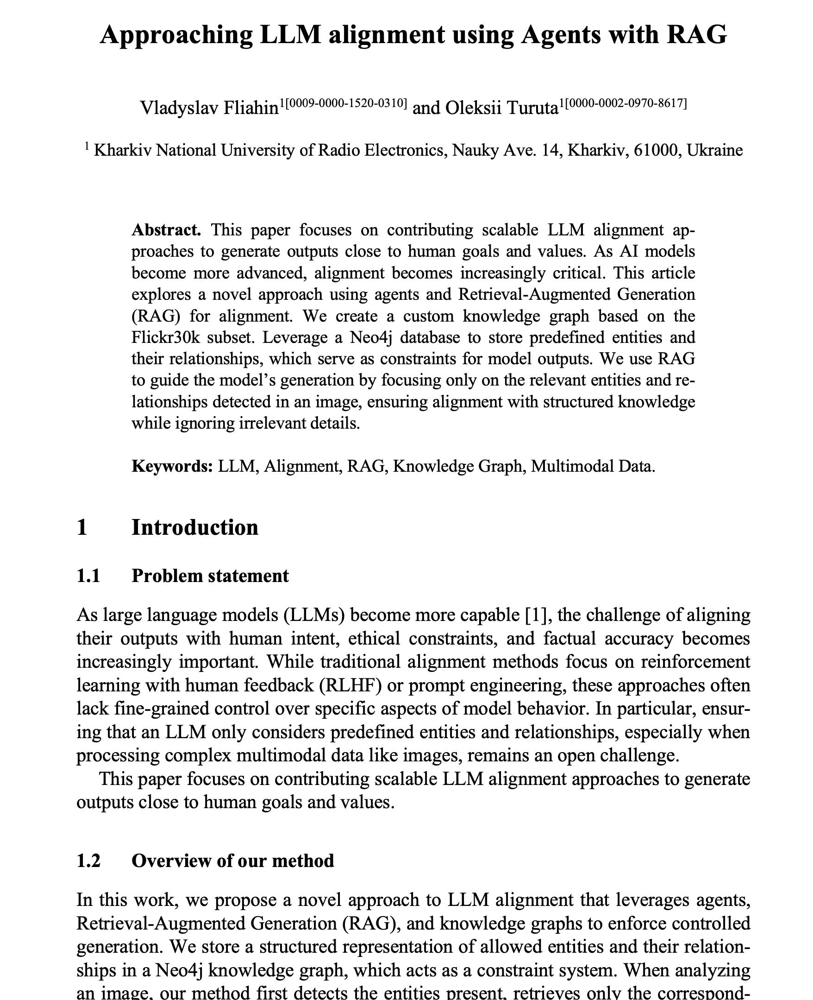 Approaching LLM alignment using Agents with RAG
Vladyslav Fliahin1[0009-0000-1520-0310] and Oleksii Turuta1[0000-0002-0970-8617]
1 Kharkiv National University of Radio Electronics, Nauky Ave. 14, Kharkiv, 61000, Ukraine
Abstract. This paper focuses on contributing scalable LLM alignment ap-
proaches to generate outputs close to human goals and values. As AI models
become more advanced, alignment becomes increasingly critical. This article
explores a novel approach using agents and Retrieval-Augmented Generation
(RAG) for alignment. We create a custom knowledge graph based on the
Flickr30k subset. Leverage a Neo4j database to store predefined entities and
their relationships, which serve as constraints for model outputs. We use RAG
to guide the model’s generation by focusing only on the relevant entities and re-
lationships detected in an image, ensuring alignment with structured knowledge
while ignoring irrelevant details.
Keywords: LLM, Alignment, RAG, Knowledge Graph, Multimodal Data.
1 Introduction
1.1 Problem statement
As large language models (LLMs) become more capable [1], the challenge of aligning
their outputs with human intent, ethical constraints, and factual accuracy becomes
increasingly important. While traditional alignment methods focus on reinforcement
learning with human feedback (RLHF) or prompt engineering, these approaches often
lack fine-grained control over specific aspects of model behavior. In particular, ensur-
ing that an LLM only considers predefined entities and relationships, especially when
processing complex multimodal data like images, remains an open challenge.
This paper focuses on contributing scalable LLM alignment approaches to generate
outputs close to human goals and values.
1.2 Overview of our method
In this work, we propose a novel approach to LLM alignment that leverages agents,
Retrieval-Augmented Generation (RAG), and knowledge graphs to enforce controlled
generation. We store a structured representation of allowed entities and their relation-
ships in a Neo4j knowledge graph, which acts as a constraint system. When analyzing
an image, our method first detects the entities present, retrieves only the correspond-